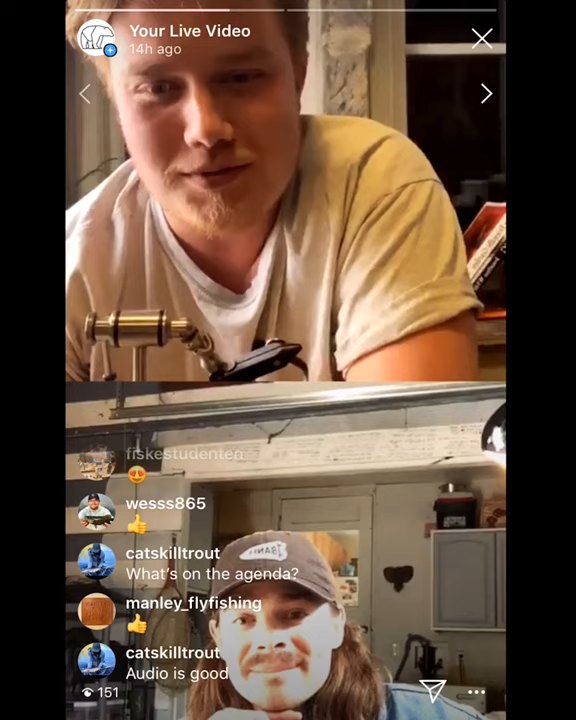 Your Live Video
14h ago
fiskestudenten
😍
wesss865
👍
catskilltrout
What's on the agenda?
manley_flyfishing
👍
catskilltrout
Audio is good
151